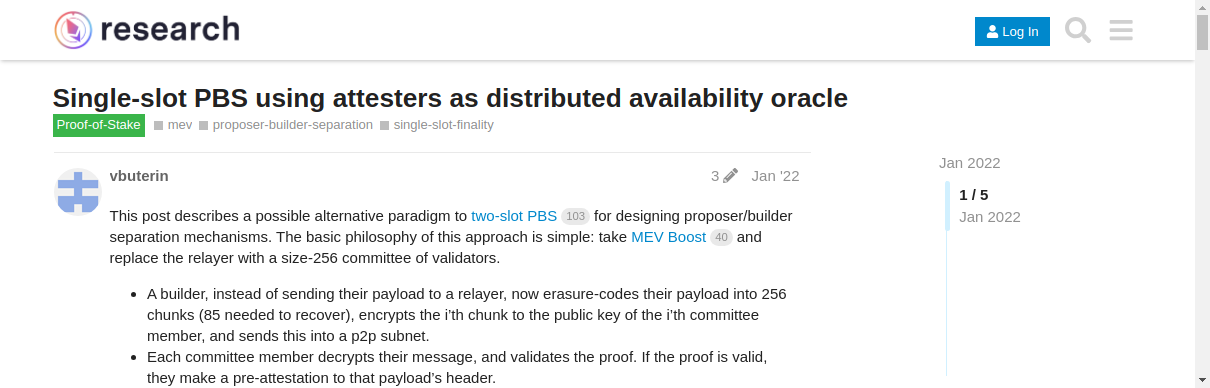 research
Log In
Single-slot PBS using attesters as distributed availability oracle
Proof-of-Stake mev proposer-builder-separation single-slot-finality
vbuterin 3 Jan '22
This post describes a possible alternative paradigm to two-slot PBS 103 for designing proposer/builder
separation mechanisms. The basic philosophy of this approach is simple: take MEV Boost 40 and
replace the relayer with a size-256 committee of validators.
• A builder, instead of sending their payload to a relayer, now erasure-codes their payload into 256
chunks (85 needed to recover), encrypts the i’th chunk to the public key of the i’th committee
member, and sends this into a p2p subnet.
• Each committee member decrypts their message, and validates the proof. If the proof is valid,
they make a pre-attestation to that payload’s header.
Jan 2022
1 / 5
Jan 2022